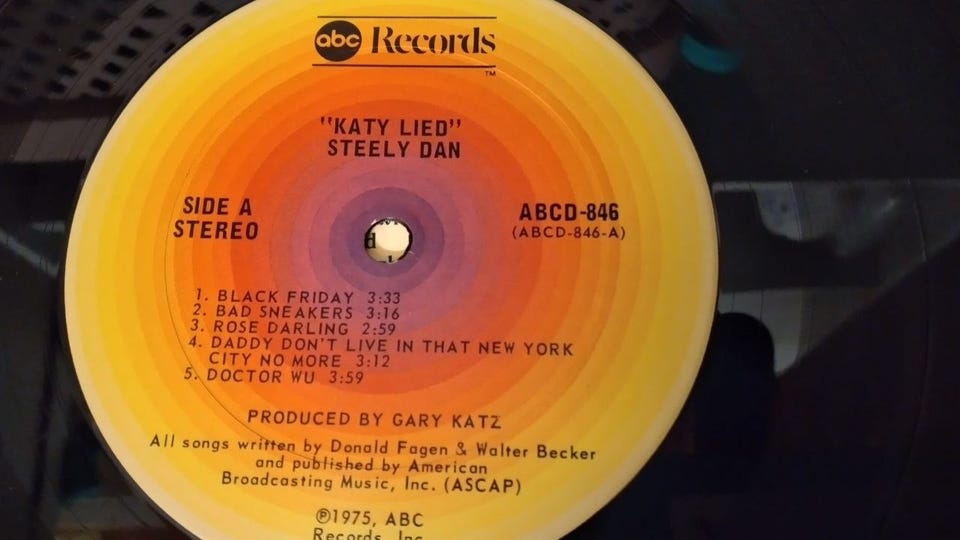 abc Records
TM
"KATY LIED"
STEELY DAN
SIDE A
STEREO
ABCD-846
(ABCD-846-A)
1. BLACK FRIDAY 3:33
2. BAD SNEAKERS 3:16
3. ROSE DARLING 2:59
4. DADDY DON'T LIVE IN THAT NEW YORK
CITY NO MORE 3:12
5. DOCTOR WU 3:59
PRODUCED BY GARY KATZ
All songs written by Donald Fagen & Walter Becker
and published by American
Broadcasting Music, Inc. (ASCAP)
℗1975, ABC
Records, Inc.